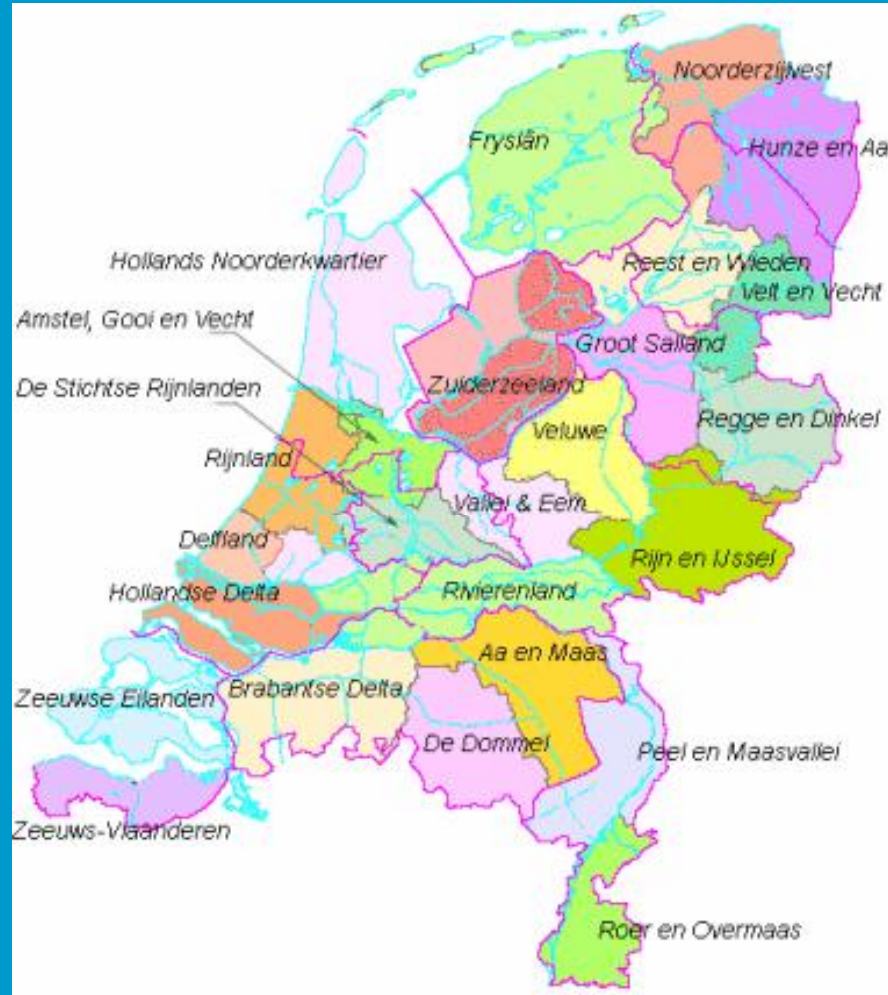 Noorderzijlvest
Fryslân
Hunze en Aa
Hollands Noorderkwartier
Reest en Wieden
Velt en Vecht
Amstel, Gooi en Vecht
Groot Salland
De Stichtse Rijnlanden
Zuiderzeeland
Regge en Dinkel
Veluwe
Rijnland
Vallei & Eem
Delfland
Rijn en IJssel
Hollandse Delta
Rivierenland
Aa en Maas
Zeeuwse Eilanden
Brabantse Delta
De Dommel
Peel en Maasvallei
Zeeuws-Vlaanderen
Roer en Overmaas